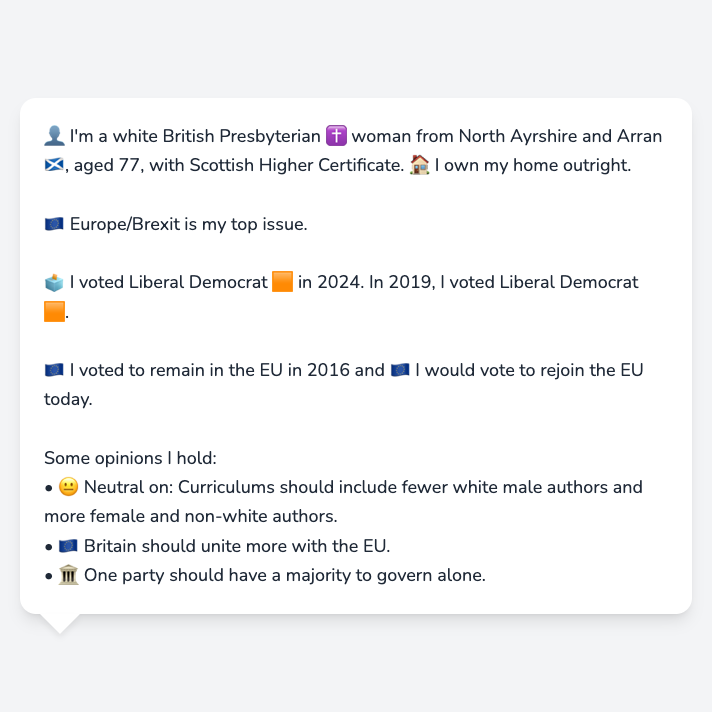 👤 I'm a white British Presbyterian ✝️ woman from North Ayrshire and Arran
🏴󠁧󠁢󠁳󠁣󠁴󠁿, aged 77, with Scottish Higher Certificate. 🏠 I own my home outright.
🇪🇺 Europe/Brexit is my top issue.
🗳️ I voted Liberal Democrat 🟧 in 2024. In 2019, I voted Liberal Democrat
🟧.
🇪🇺 I voted to remain in the EU in 2016 and 🇪🇺 I would vote to rejoin the EU
today.
Some opinions I hold:
• 😐 Neutral on: Curriculums should include fewer white male authors and
more female and non-white authors.
• 🇪🇺 Britain should unite more with the EU.
• 🏛️ One party should have a majority to govern alone.